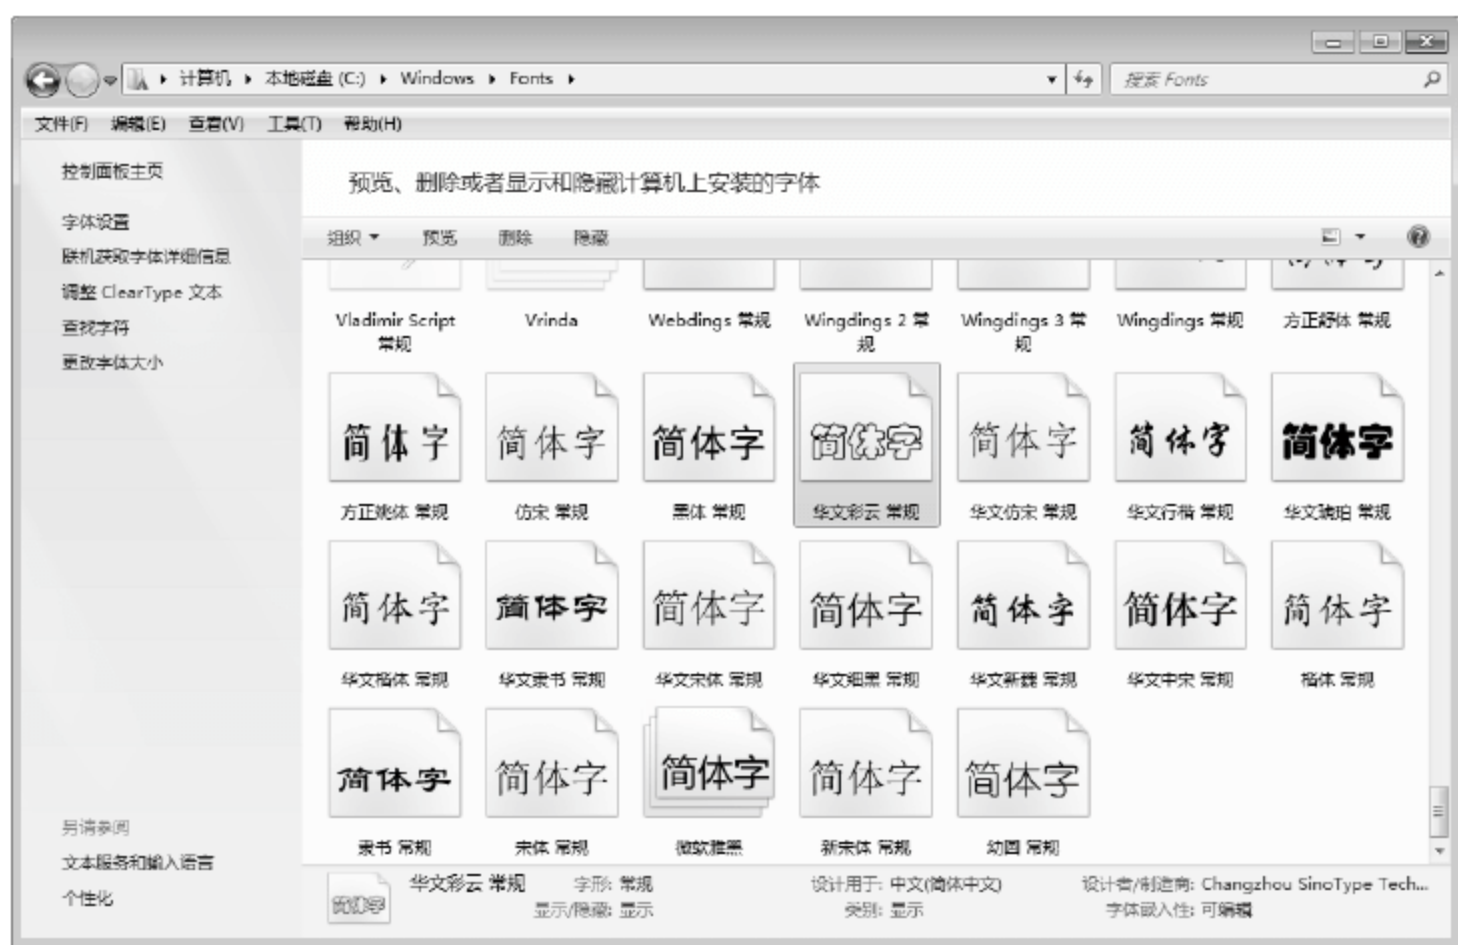 计算机 ▸ 本地磁盘 (C:) ▸ Windows ▸ Fonts ▸
搜索 Fonts
文件(F) 编辑(E) 查看(V) 工具(T) 帮助(H)
控制面板主页
字体设置
联机获取字体详细信息
调整 ClearType 文本
查找字符
更改字体大小
预览、删除或者显示和隐藏计算机上安装的字体
组织 预览 删除 隐藏
Vladimir Script 常规
Vrinda
Webdings 常规
Wingdings 2 常规
Wingdings 3 常规
Wingdings 常规
方正舒体 常规
简体字 简体字 简体字 简体字 简体字 简体字 简体字
方正姚体 常规 仿宋 常规 黑体 常规 华文彩云 常规 华文仿宋 常规 华文行楷 常规 华文琥珀 常规
简体字 简体字 简体字 简体字 简体字 简体字 简体字
华文楷体 常规 华文隶书 常规 华文宋体 常规 华文细黑 常规 华文新魏 常规 华文中宋 常规 楷体 常规
简体字 简体字 简体字 简体字 简体字
隶书 常规 宋体 常规 微软雅黑 新宋体 常规 幼圆 常规
另请参阅
文本服务和输入语言
个性化
简体字
华文彩云 常规 字形: 常规 设计用于: 中文(简体中文) 设计者/制造商: Changzhou SinoType Tech...
显示/隐藏: 显示 类别: 显示 字体嵌入性: 可编辑